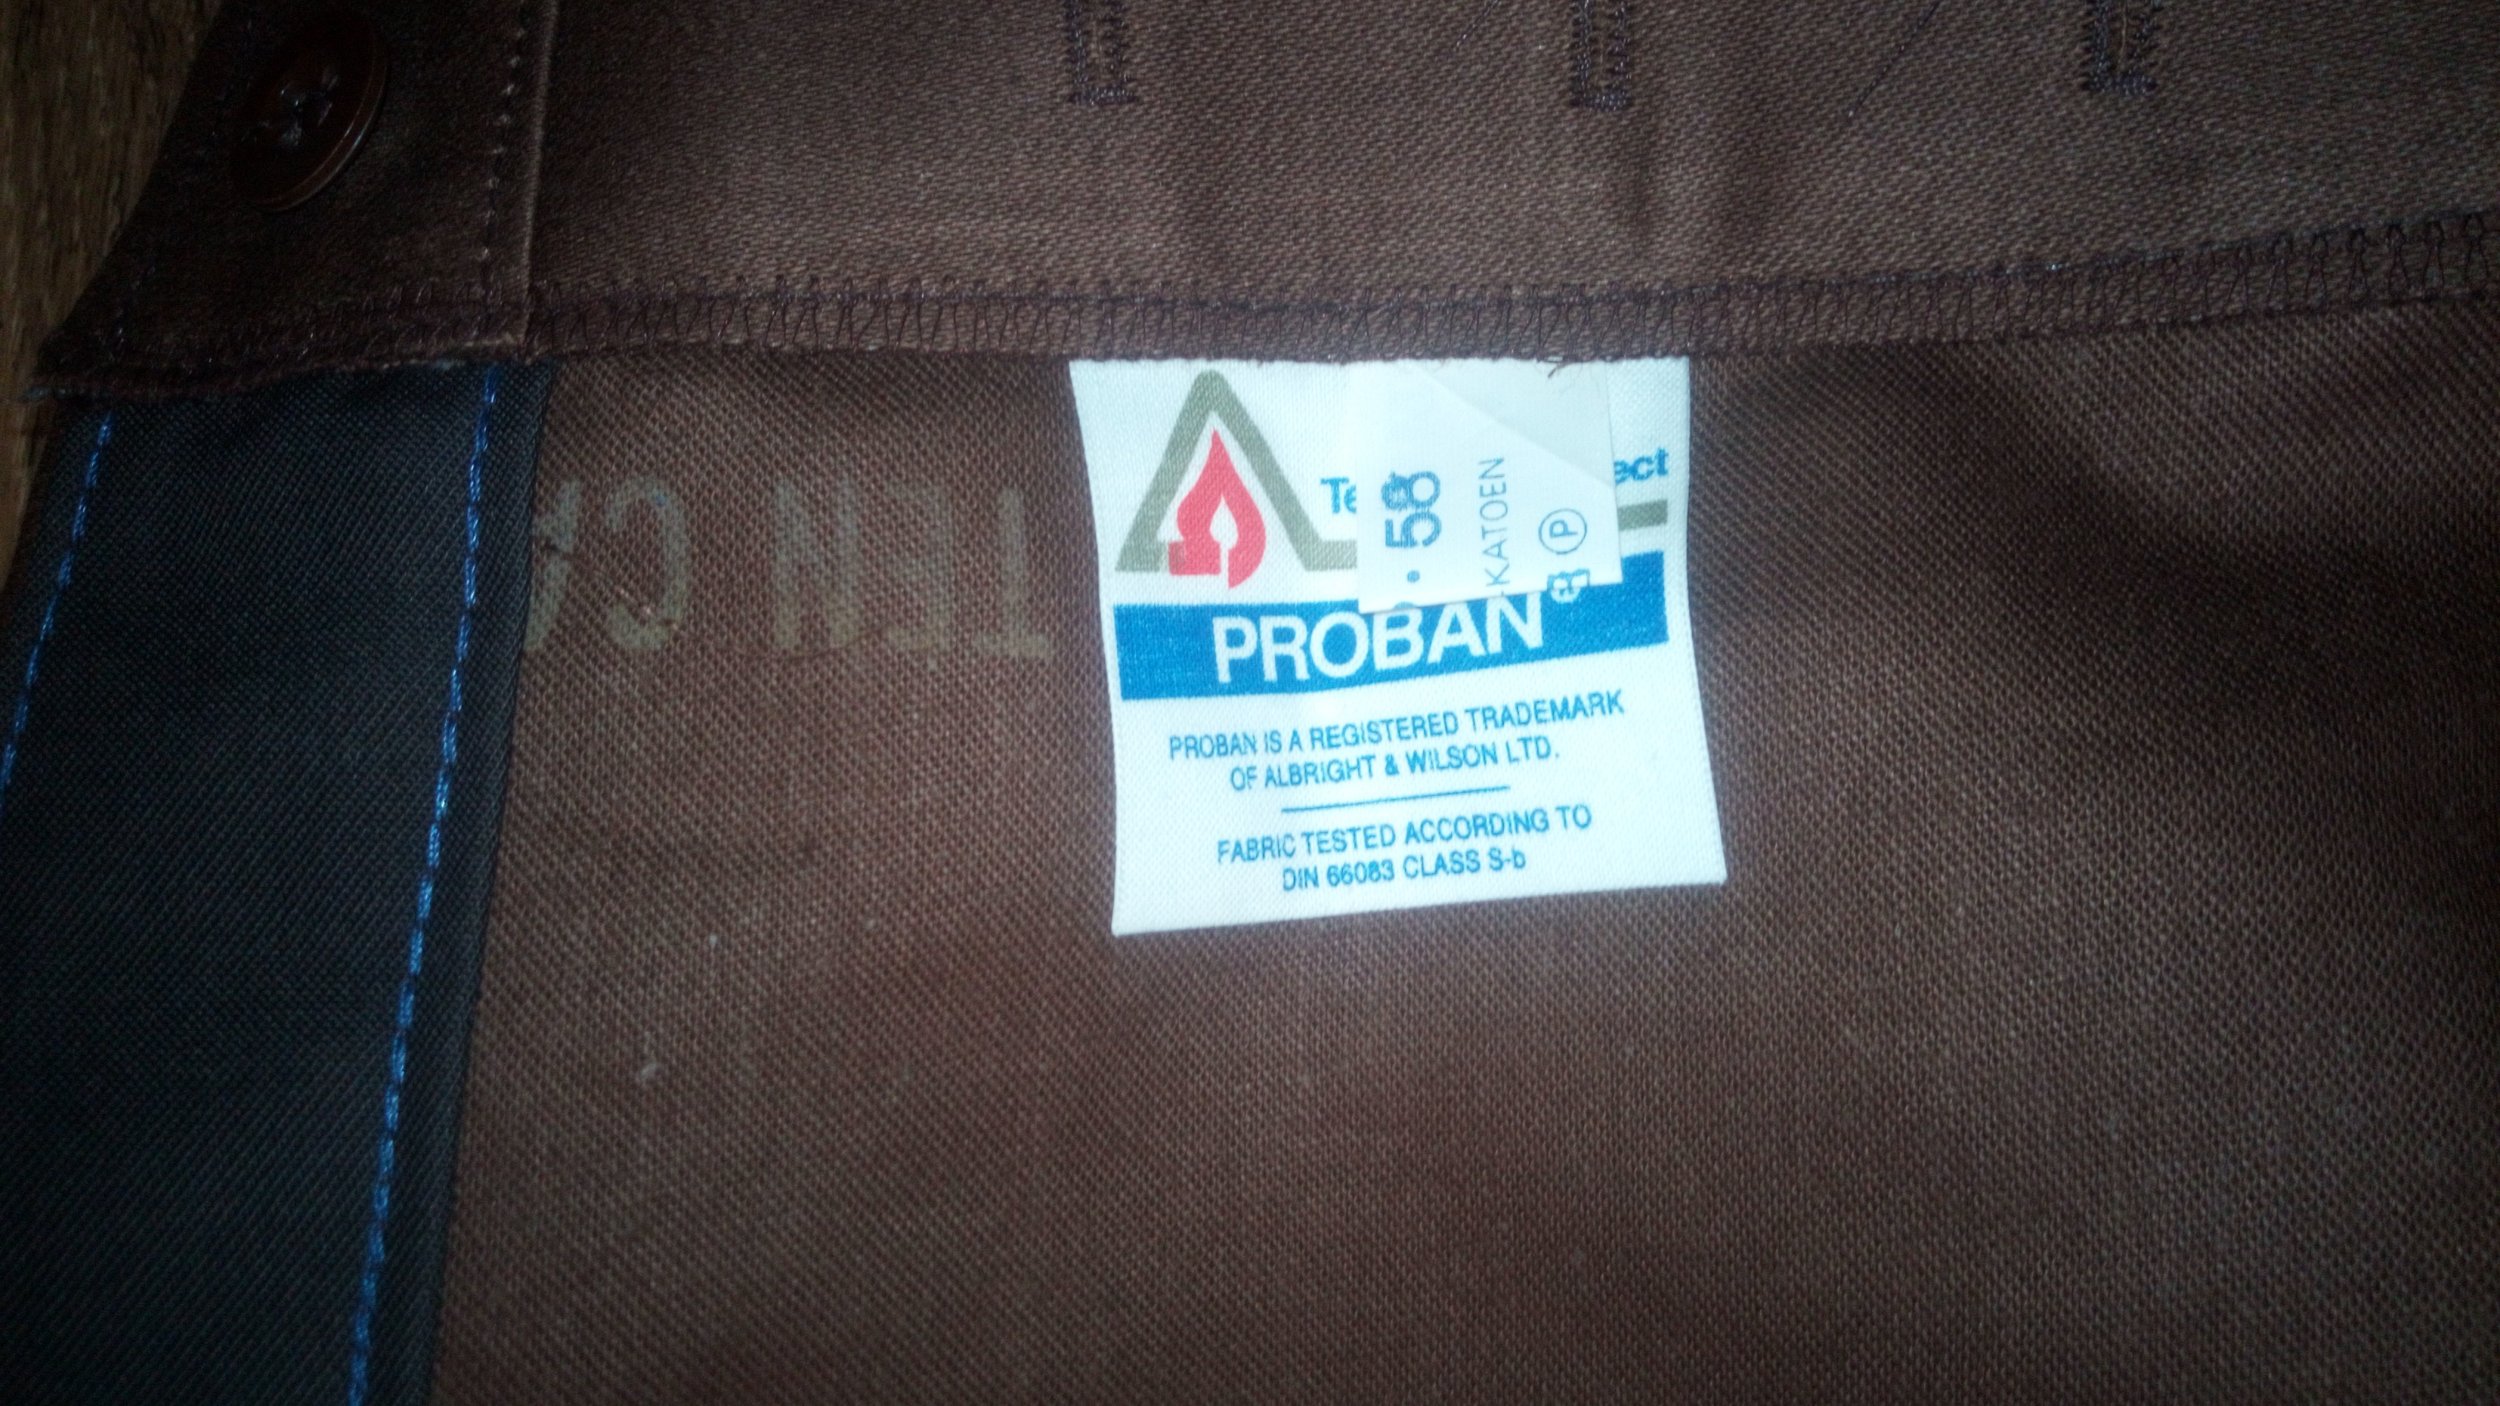 58
KATOEN
P
PROBAN®
PROBAN IS A REGISTERED TRADEMARK
OF ALBRIGHT & WILSON LTD.
FABRIC TESTED ACCORDING TO
DIN 66083 CLASS S-b